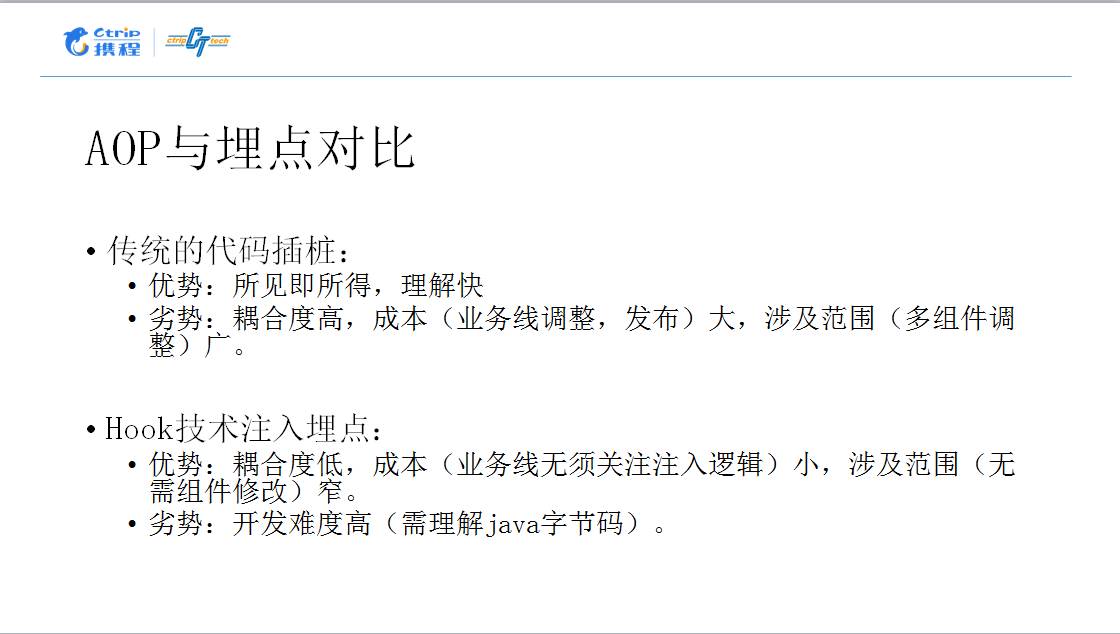 Ctrip
携程
ctrip CT tech
AOP与埋点对比
• 传统的代码插桩：
• 优势：所见即所得，理解快
• 劣势：耦合度高，成本（业务线调整，发布）大，涉及范围（多组件调
整）广。
• Hook技术注入埋点：
• 优势：耦合度低，成本（业务线无须关注注入逻辑）小，涉及范围（无
需组件修改）窄。
• 劣势：开发难度高（需理解java字节码）。